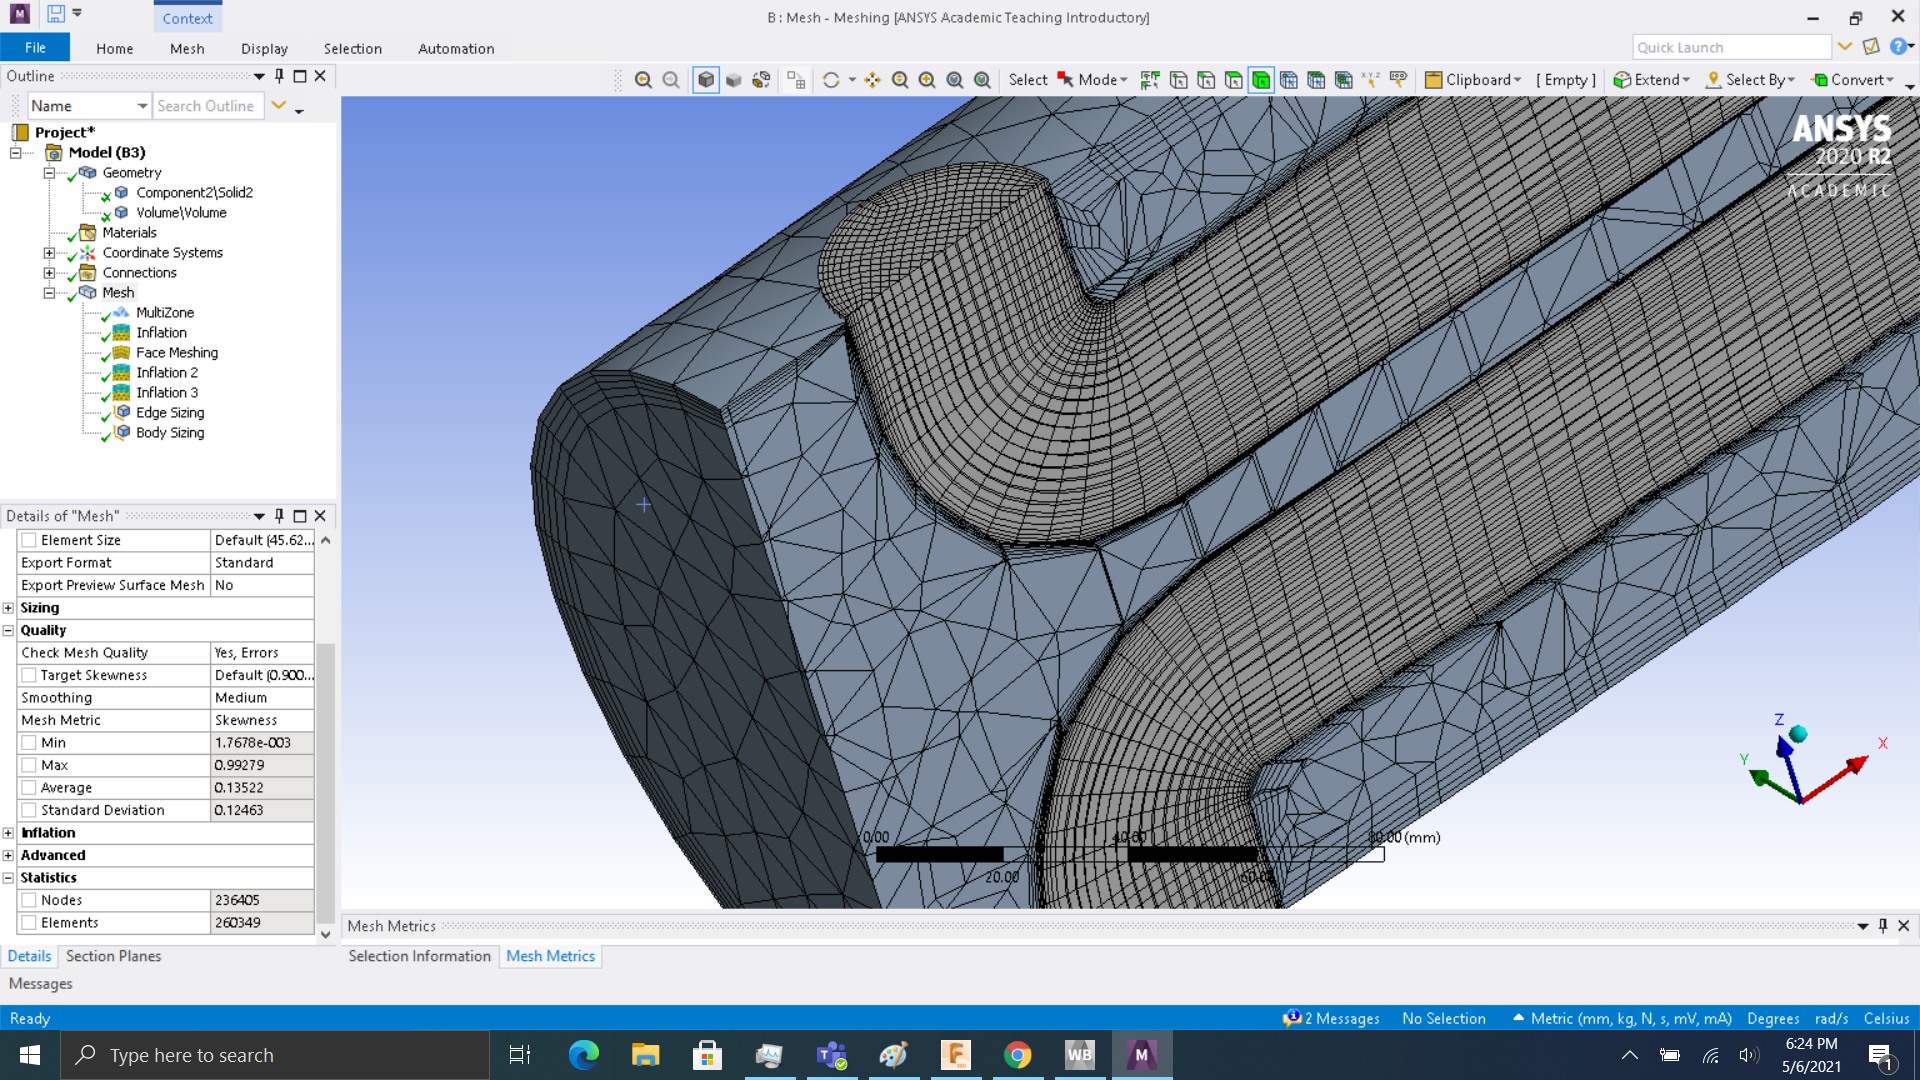 Context
B : Mesh - Meshing [ANSYS Academic Teaching Introductory]
File
Home
Mesh
Display
Selection
Automation
Quick Launch
Outline
Select
Mode
Clipboard
[ Empty ]
Extend
Select By
Convert
Name
Search Outline
Project*
Model (B3)
Geometry
Component2\Solid2
Volume\Volume
Materials
Coordinate Systems
Connections
Mesh
MultiZone
Inflation
Face Meshing
Inflation 2
Inflation 3
Edge Sizing
Body Sizing
ANSYS
2020 R2
ACADEMIC
Details of "Mesh"
Element Size Default (45.62...
Export Format Standard
Export Preview Surface Mesh No
Sizing
Quality
Check Mesh Quality Yes, Errors
Target Skewness Default (0.900...
Smoothing Medium
Mesh Metric Skewness
Min 1.7678e-003
Max 0.99279
Average 0.13522
Standard Deviation 0.12463
Inflation
Advanced
Statistics
Nodes 236405
Elements 260349
Z
Y
X
0.00 40.00 80.00 (mm)
20.00
Mesh Metrics
Details Section Planes
Selection Information Mesh Metrics
Messages
Ready
2 Messages
No Selection
Metric (mm, kg, N, s, mV, mA)
Degrees
rad/s
Celsius
Type here to search
WB
M
6:24 PM
5/6/2021
1